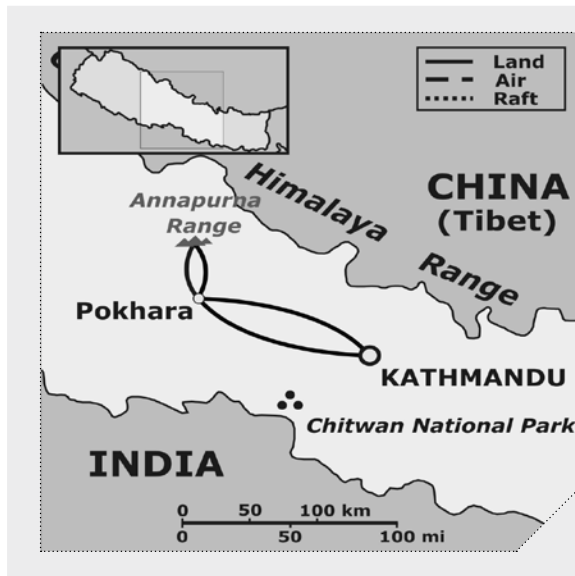 Land
Air
Raft
Himalaya
Range
CHINA
(Tibet)
Annapurna
Range
Pokhara
KATHMANDU
Chitwan National Park
INDIA
0 50 100 km
0 50 100 mi